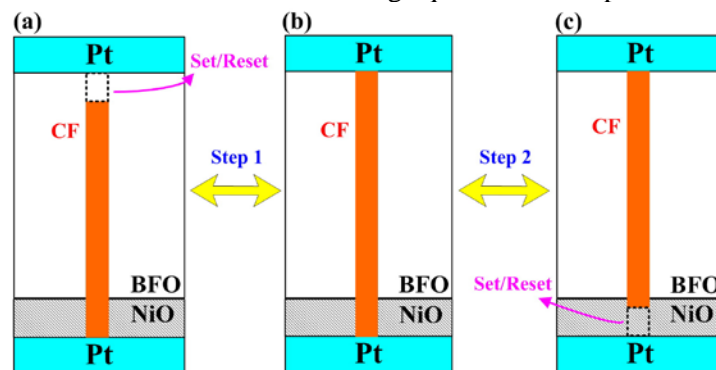 (a)
Pt
Set/Reset
CF
BFO
NiO
Pt
Step 1
(b)
Pt
CF
BFO
NiO
Pt
Step 2
(c)
Pt
CF
BFO
Set/Reset
NiO
Pt